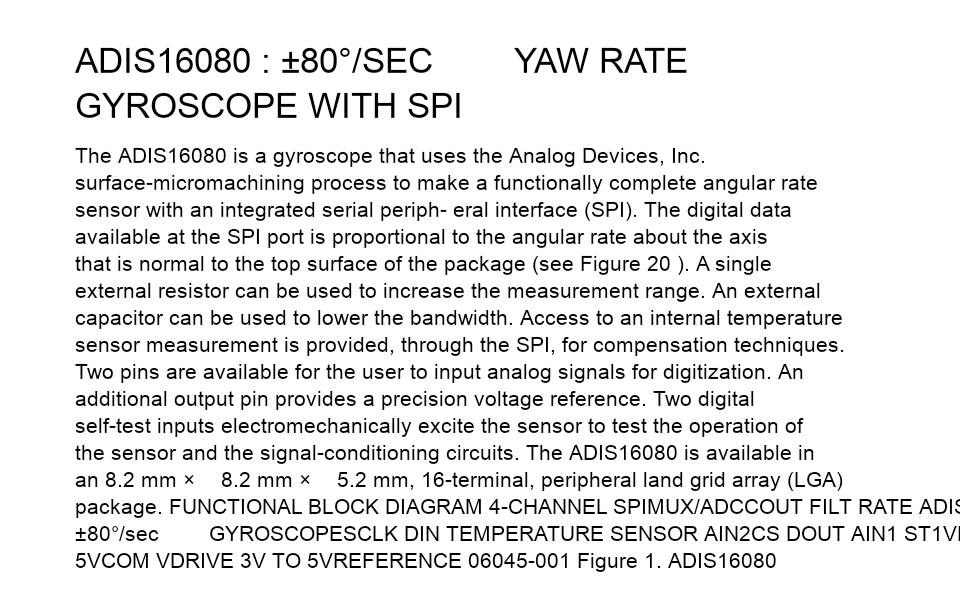 ADIS16080 : ±80°/SEC YAW RATE
GYROSCOPE WITH SPI
The ADIS16080 is a gyroscope that uses the Analog Devices, Inc.
surface-micromachining process to make a functionally complete angular rate
sensor with an integrated serial periph- eral interface (SPI). The digital data
available at the SPI port is proportional to the angular rate about the axis
that is normal to the top surface of the package (see Figure 20 ). A single
external resistor can be used to increase the measurement range. An external
capacitor can be used to lower the bandwidth. Access to an internal temperature
sensor measurement is provided, through the SPI, for compensation techniques.
Two pins are available for the user to input analog signals for digitization. An
additional output pin provides a precision voltage reference. Two digital
self-test inputs electromechanically excite the sensor to test the operation of
the sensor and the signal-conditioning circuits. The ADIS16080 is available in
an 8.2 mm × 8.2 mm × 5.2 mm, 16-terminal, peripheral land grid array (LGA)
package. FUNCTIONAL BLOCK DIAGRAM 4-CHANNEL SPIMUX/ADCCOUT FILT RATE
±80°/sec GYROSCOPESCLK DIN TEMPERATURE SENSOR AIN2CS DOUT AIN1
5VCOM VDRIVE 3V TO 5VREFERENCE 06045-001 Figure 1. ADIS16080